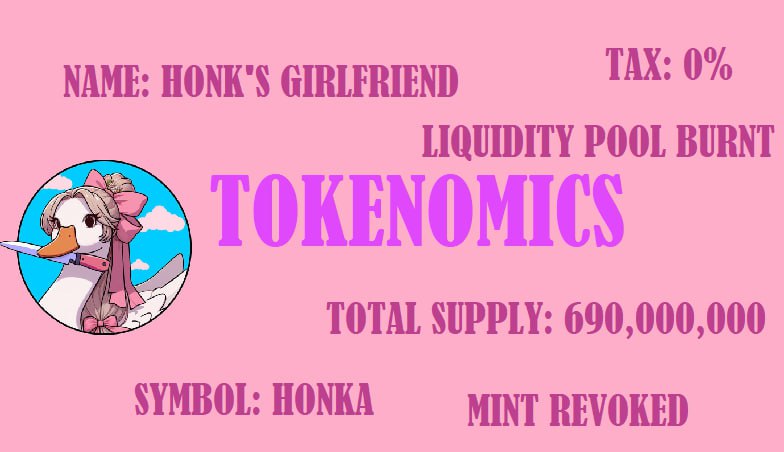 TAX: 0%
NAME: HONK'S GIRLFRIEND
LIQUIDITY POOL BURNT
TOKENOMICS
TOTAL SUPPLY: 690,000,000
SYMBOL: HONKA
MINT REVOKED